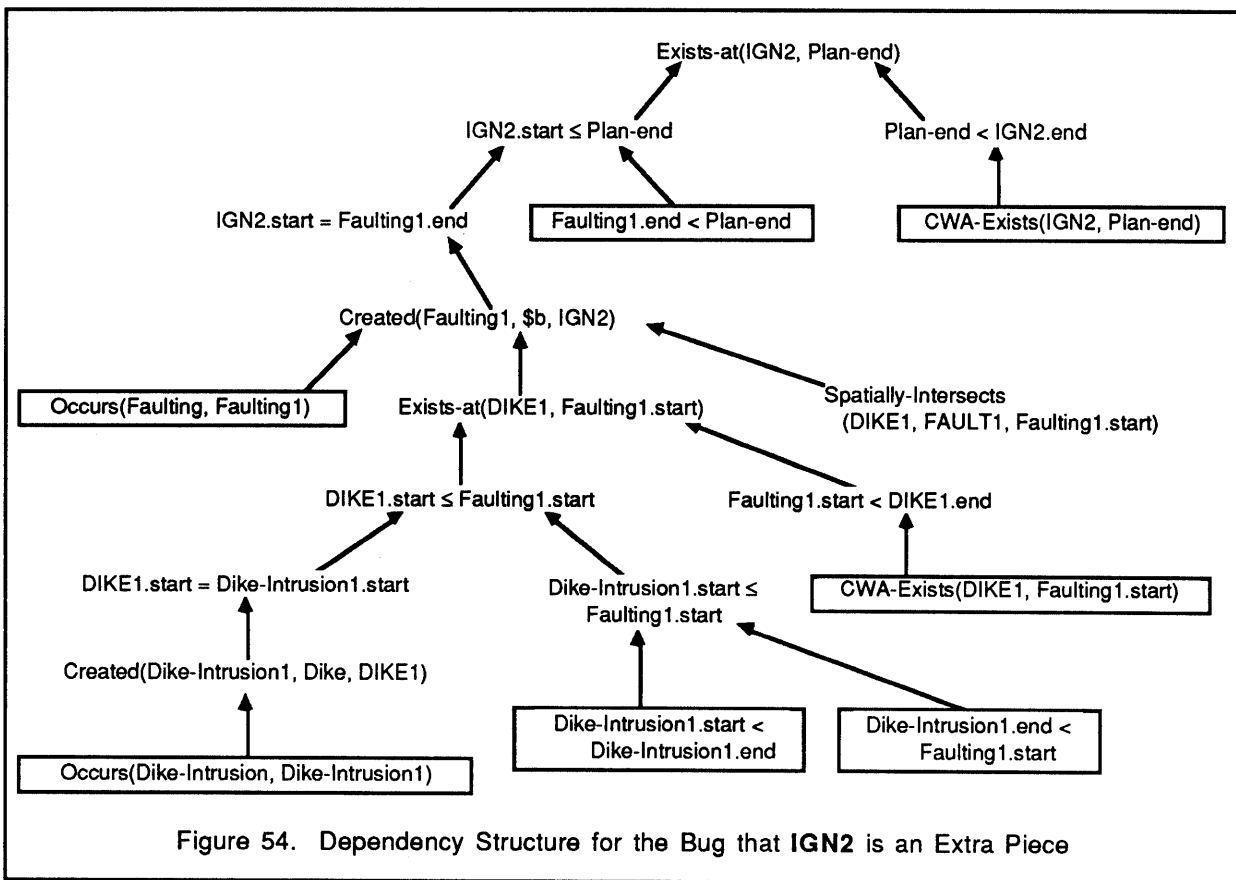 Exists-at(IGN2, Plan-end)
IGN2.start ≤ Plan-end
Plan-end < IGN2.end
IGN2.start = Faulting1.end
Faulting1.end < Plan-end
CWA-Exists(IGN2, Plan-end)
Created(Faulting1, $b, IGN2)
Occurs(Faulting, Faulting1)
Exists-at(DIKE1, Faulting1.start)
Spatially-Intersects
(DIKE1, FAULT1, Faulting1.start)
DIKE1.start ≤ Faulting1.start
Faulting1.start < DIKE1.end
DIKE1.start = Dike-Intrusion1.start
Dike-Intrusion1.start ≤
Faulting1.start
CWA-Exists(DIKE1, Faulting1.start)
Created(Dike-Intrusion1, Dike, DIKE1)
Dike-Intrusion1.start <
Dike-Intrusion1.end
Dike-Intrusion1.end <
Faulting1.start
Occurs(Dike-Intrusion, Dike-Intrusion1)
Figure 54. Dependency Structure for the Bug that IGN2 is an Extra Piece